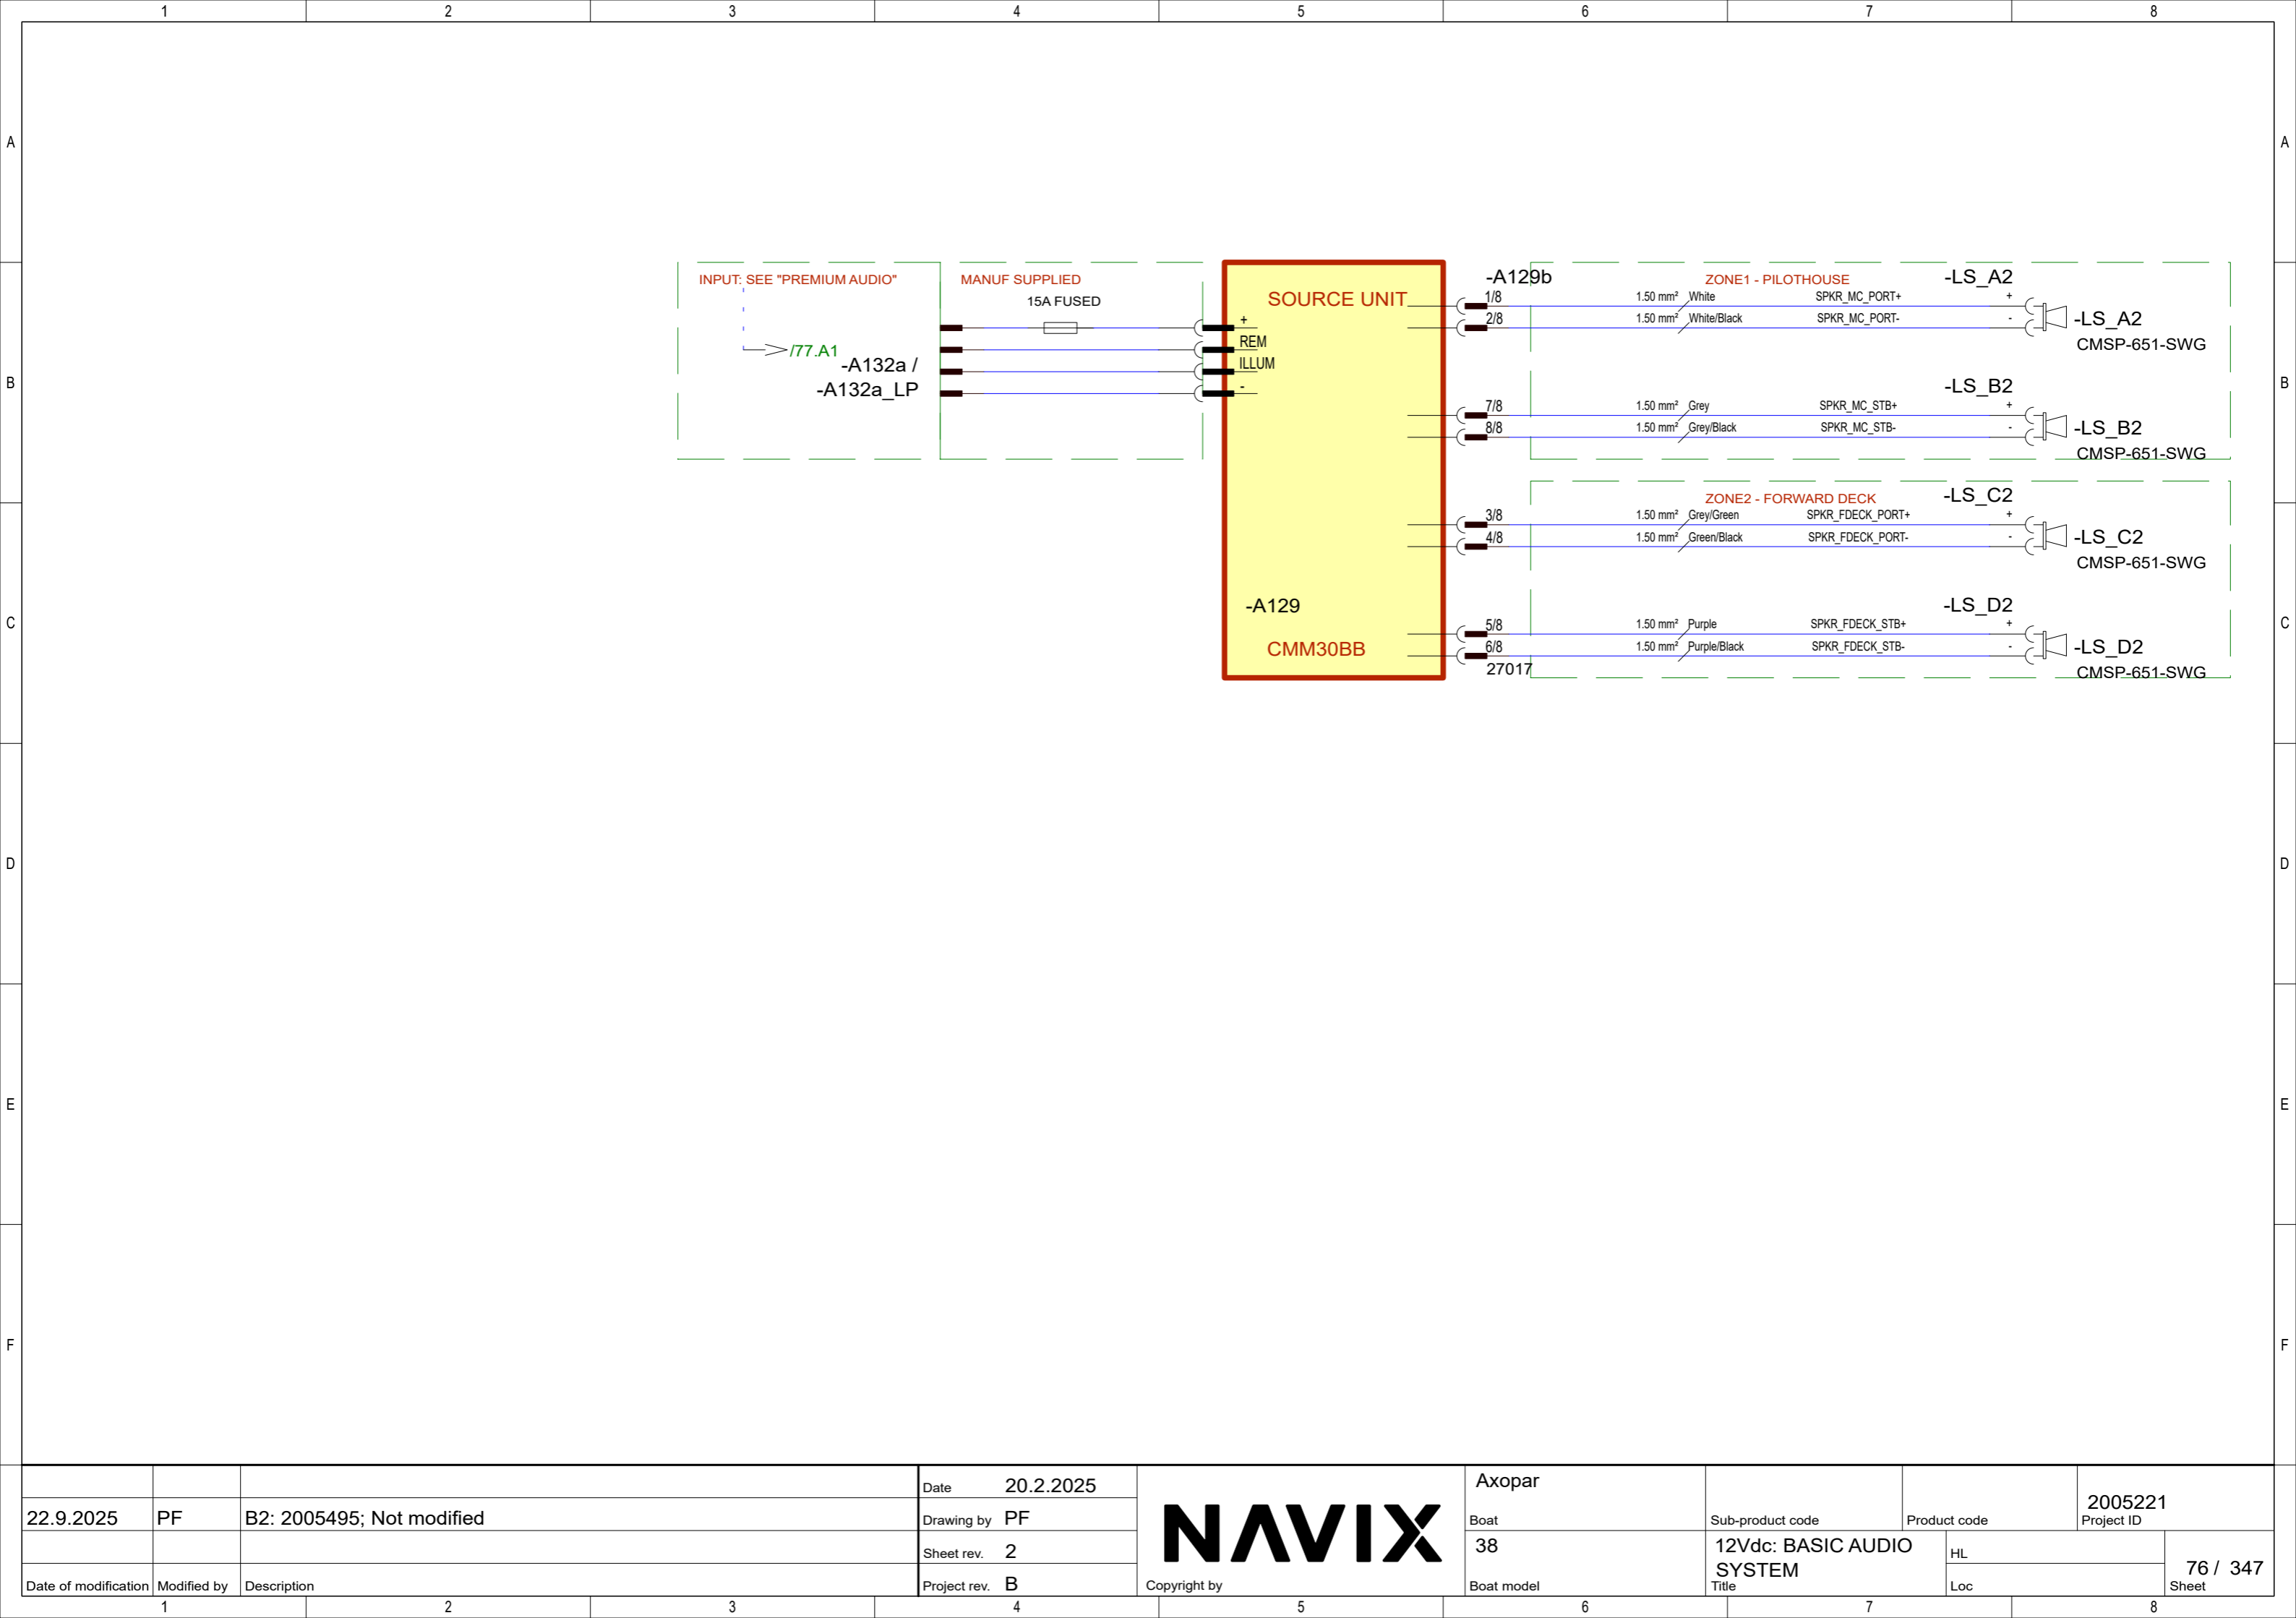 1 2 3 4 5 6 7 8
A A
B B
C C
D D
E E
F F
INPUT: SEE "PREMIUM AUDIO"
/77.A1
-A132a /
-A132a_LP
MANUF SUPPLIED
15A FUSED
SOURCE UNIT
+
REM
ILLUM
-
-A129
CMM30BB
-A129b
ZONE1 - PILOTHOUSE
-LS_A2
1/8 1.50 mm² White SPKR_MC_PORT+ +
2/8 1.50 mm² White/Black SPKR_MC_PORT- -
-LS_A2
CMSP-651-SWG
-LS_B2
7/8 1.50 mm² Grey SPKR_MC_STB+ +
8/8 1.50 mm² Grey/Black SPKR_MC_STB- -
-LS_B2
CMSP-651-SWG
ZONE2 - FORWARD DECK
-LS_C2
3/8 1.50 mm² Grey/Green SPKR_FDECK_PORT+ +
4/8 1.50 mm² Green/Black SPKR_FDECK_PORT- -
-LS_C2
CMSP-651-SWG
-LS_D2
5/8 1.50 mm² Purple SPKR_FDECK_STB+ +
6/8 1.50 mm² Purple/Black SPKR_FDECK_STB- -
27017
-LS_D2
CMSP-651-SWG
22.9.2025 PF B2: 2005495; Not modified
Date of modification Modified by Description
Date 20.2.2025
Drawing by PF
Sheet rev. 2
Project rev. B
NAVIX
Copyright by
Axopar
Boat
38
Boat model
Sub-product code
Product code
2005221
Project ID
12Vdc: BASIC AUDIO
SYSTEM
Title
HL
Loc
76 / 347
Sheet
1 2 3 4 5 6 7 8